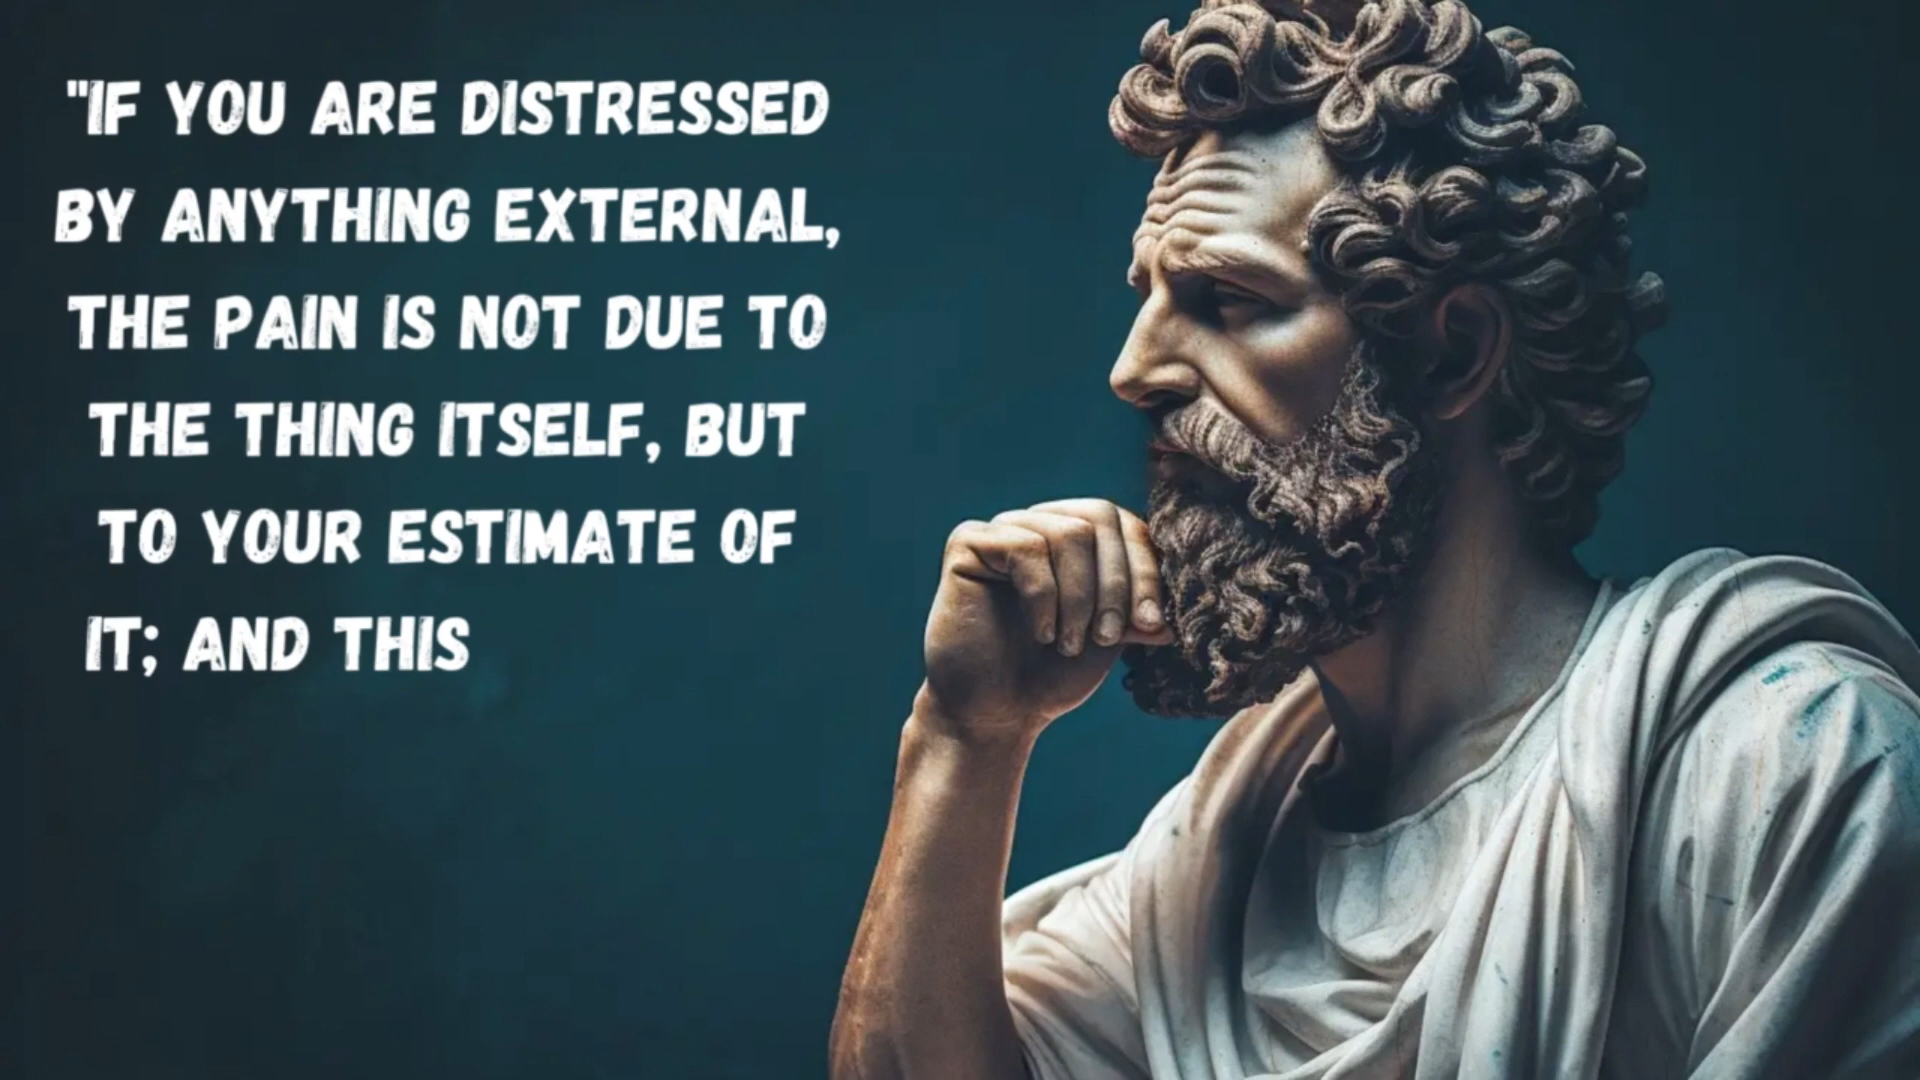 "IF YOU ARE DISTRESSED
BY ANYTHING EXTERNAL,
THE PAIN IS NOT DUE TO
THE THING ITSELF, BUT
TO YOUR ESTIMATE OF
IT; AND THIS